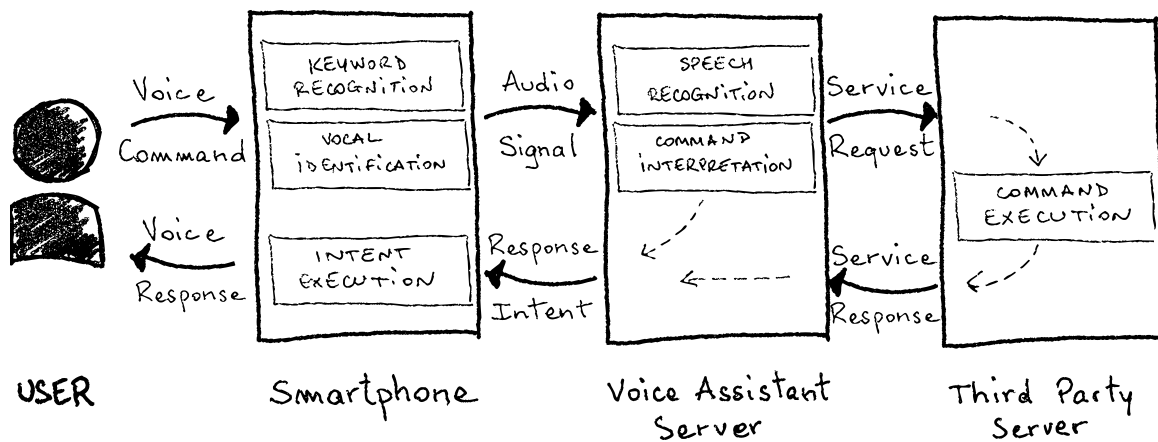 Voice
Command
Voice
Response
USER
KEYWORD
RECOGNITION
VOCAL
IDENTIFICATION
INTENT
EXECUTION
Smartphone
Audio
Signal
Response
Intent
SPEECH
RECOGNITION
COMMAND
INTERPRETATION
Voice Assistant
Server
Service
Request
Service
Response
COMMAND
EXECUTION
Third Party
Server